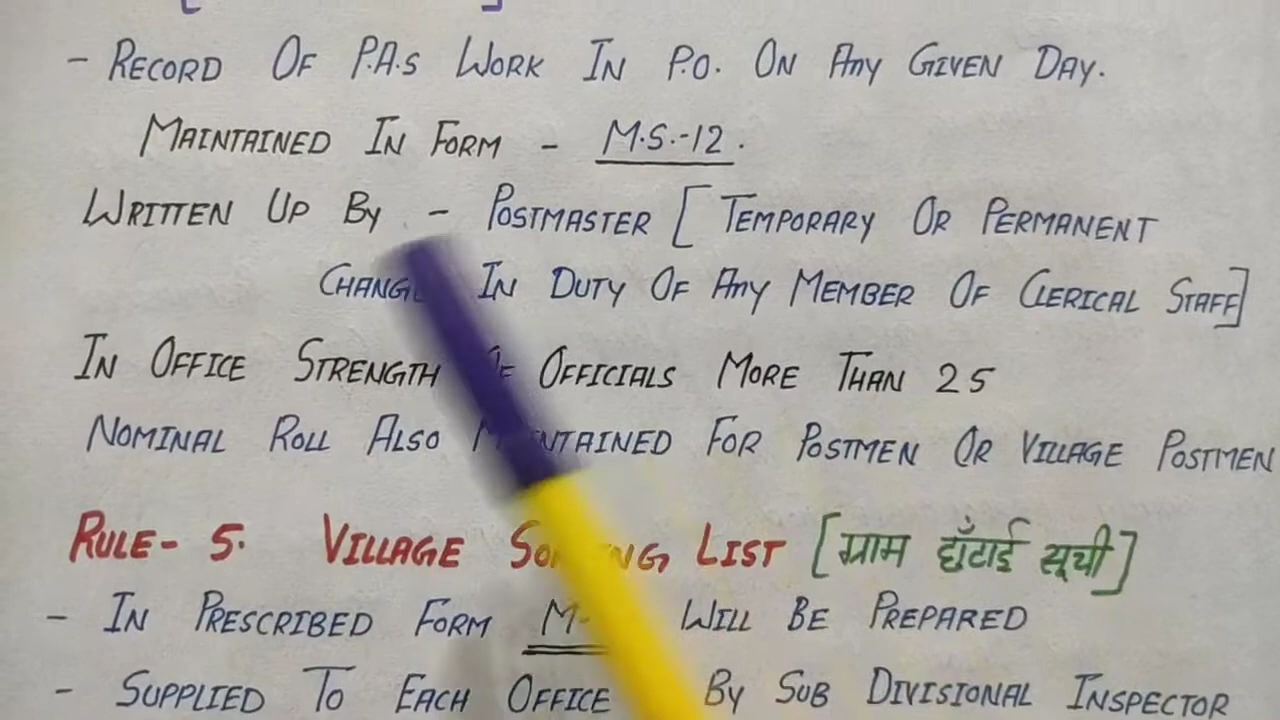 - RECORD OF P.A.s WORK IN P.O. ON ANY GIVEN DAY.
MAINTAINED IN FORM - M.S.-12.
WRITTEN UP BY - POSTMASTER [TEMPORARY OR PERMANENT
CHANGE IN DUTY OF ANY MEMBER OF CLERICAL STAFF]
IN OFFICE STRENGTH OF OFFICIALS MORE THAN 25
NOMINAL ROLL ALSO MAINTAINED FOR POSTMEN OR VILLAGE POSTMEN
RULE- 5. VILLAGE SORTING LIST [ग्राम छँटाई सूची]
- IN PRESCRIBED FORM WILL BE PREPARED
- SUPPLIED TO EACH OFFICE BY SUB DIVISIONAL INSPECTOR